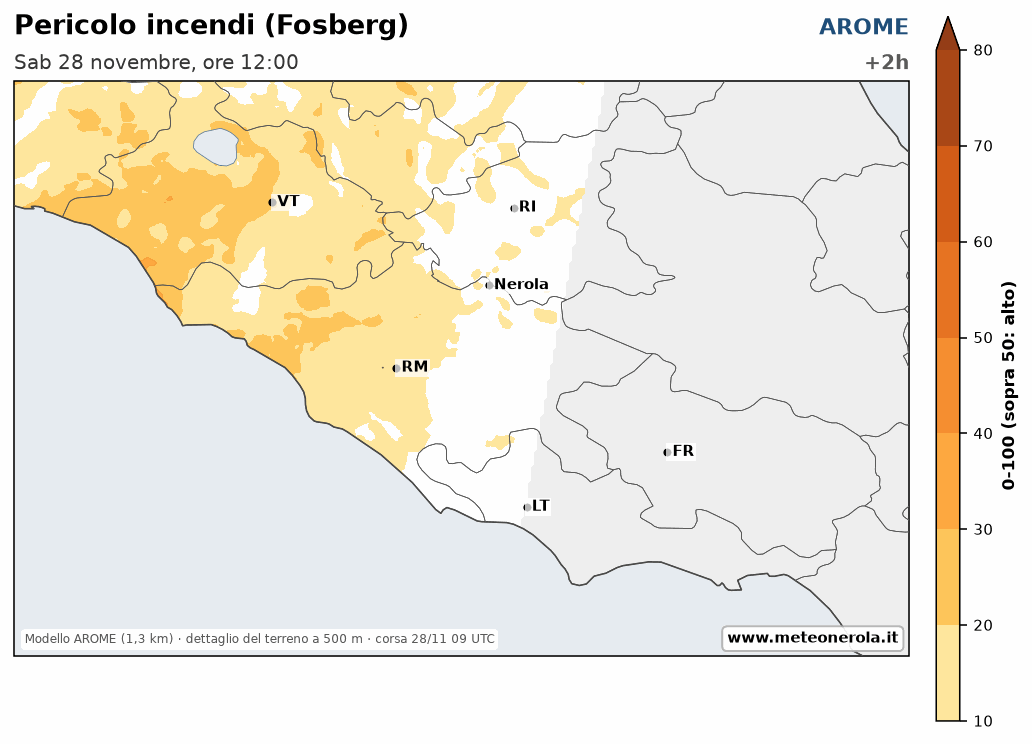 Pericolo incendi (Fosberg)
AROME
Sab 28 novembre, ore 12:00
+2h
VT
RI
Nerola
RM
FR
LT
Modello AROME (1,3 km) · dettaglio del terreno a 500 m · corsa 28/11 09 UTC
www.meteonerola.it
80
70
60
50
40
30
20
10
0-100 (sopra 50: alto)